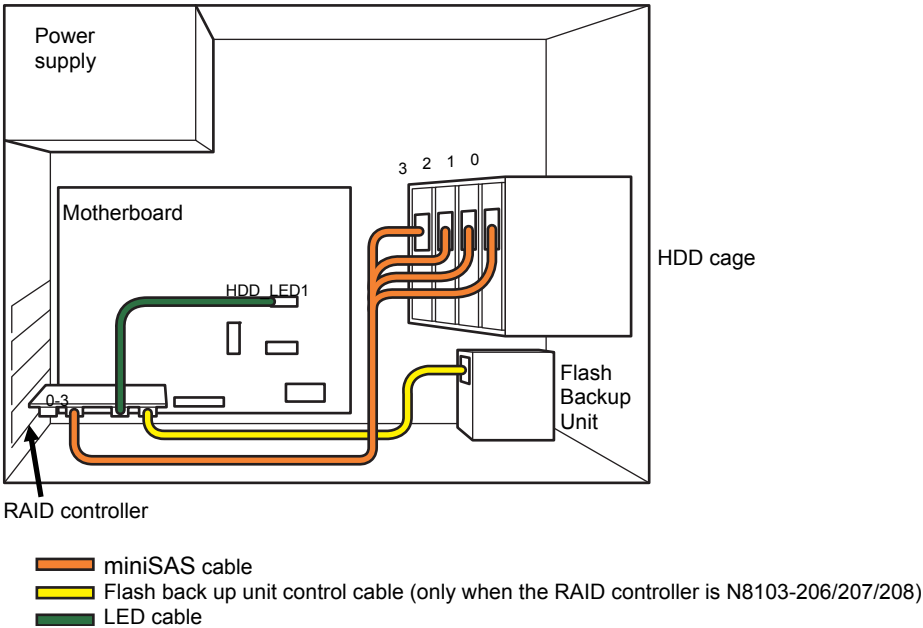 Power
supply
3 2 1 0
Motherboard
HDD cage
HDD_LED1
Flash
Backup
Unit
0-3
RAID controller
miniSAS cable
Flash back up unit control cable (only when the RAID controller is N8103-206/207/208)
LED cable